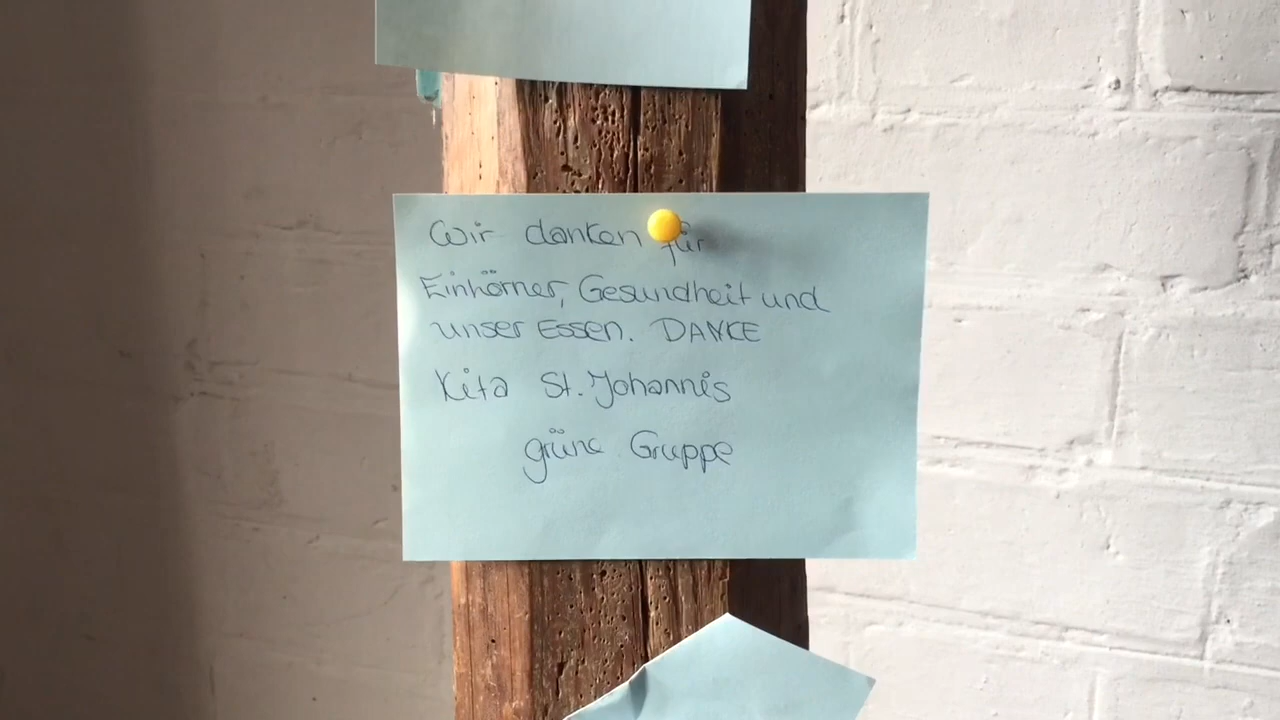 Wir danken für
Einhörner, Gesundheit und
unser Essen. DANKE
Kita St. Johannis
grüne Gruppe